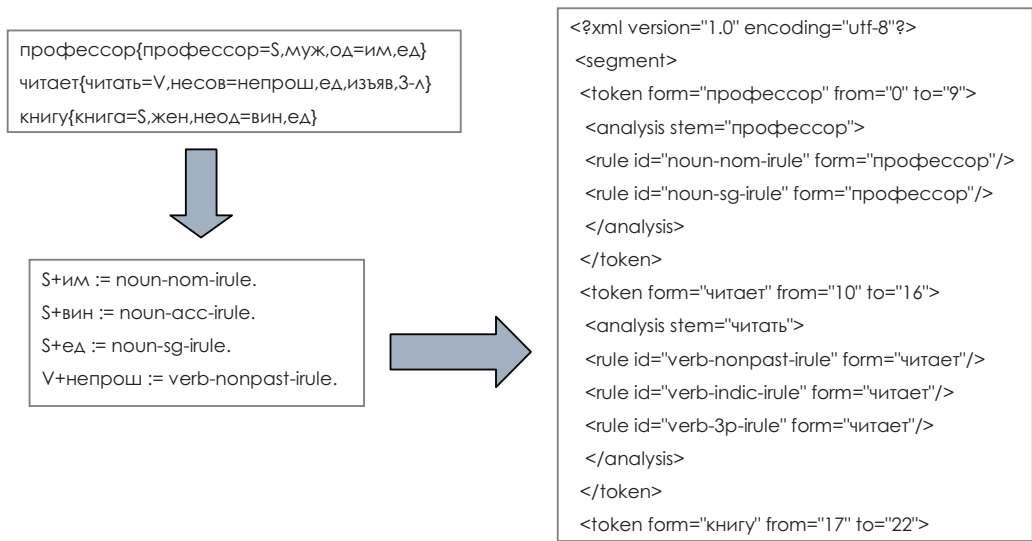 профессор{профессор=S,муж,од=им,ед}
читает{читать=V,несов=непрош,ед,изъяв,3-л}
книгу{книга=S,жен,неод=вин,ед}
S+им := noun-nom-irule.
S+вин := noun-acc-irule.
S+ед := noun-sg-irule.
V+непрош := verb-nonpast-irule.
<?xml version="1.0" encoding="utf-8"?>
<segment>
<token form="профессор" from="0" to="9">
<analysis stem="профессор">
<rule id="noun-nom-irule" form="профессор"/>
<rule id="noun-sg-irule" form="профессор"/>
</analysis>
</token>
<token form="читает" from="10" to="16">
<analysis stem="читать">
<rule id="verb-nonpast-irule" form="читает"/>
<rule id="verb-indic-irule" form="читает"/>
<rule id="verb-3p-irule" form="читает"/>
</analysis>
</token>
<token form="книгу" from="17" to="22">